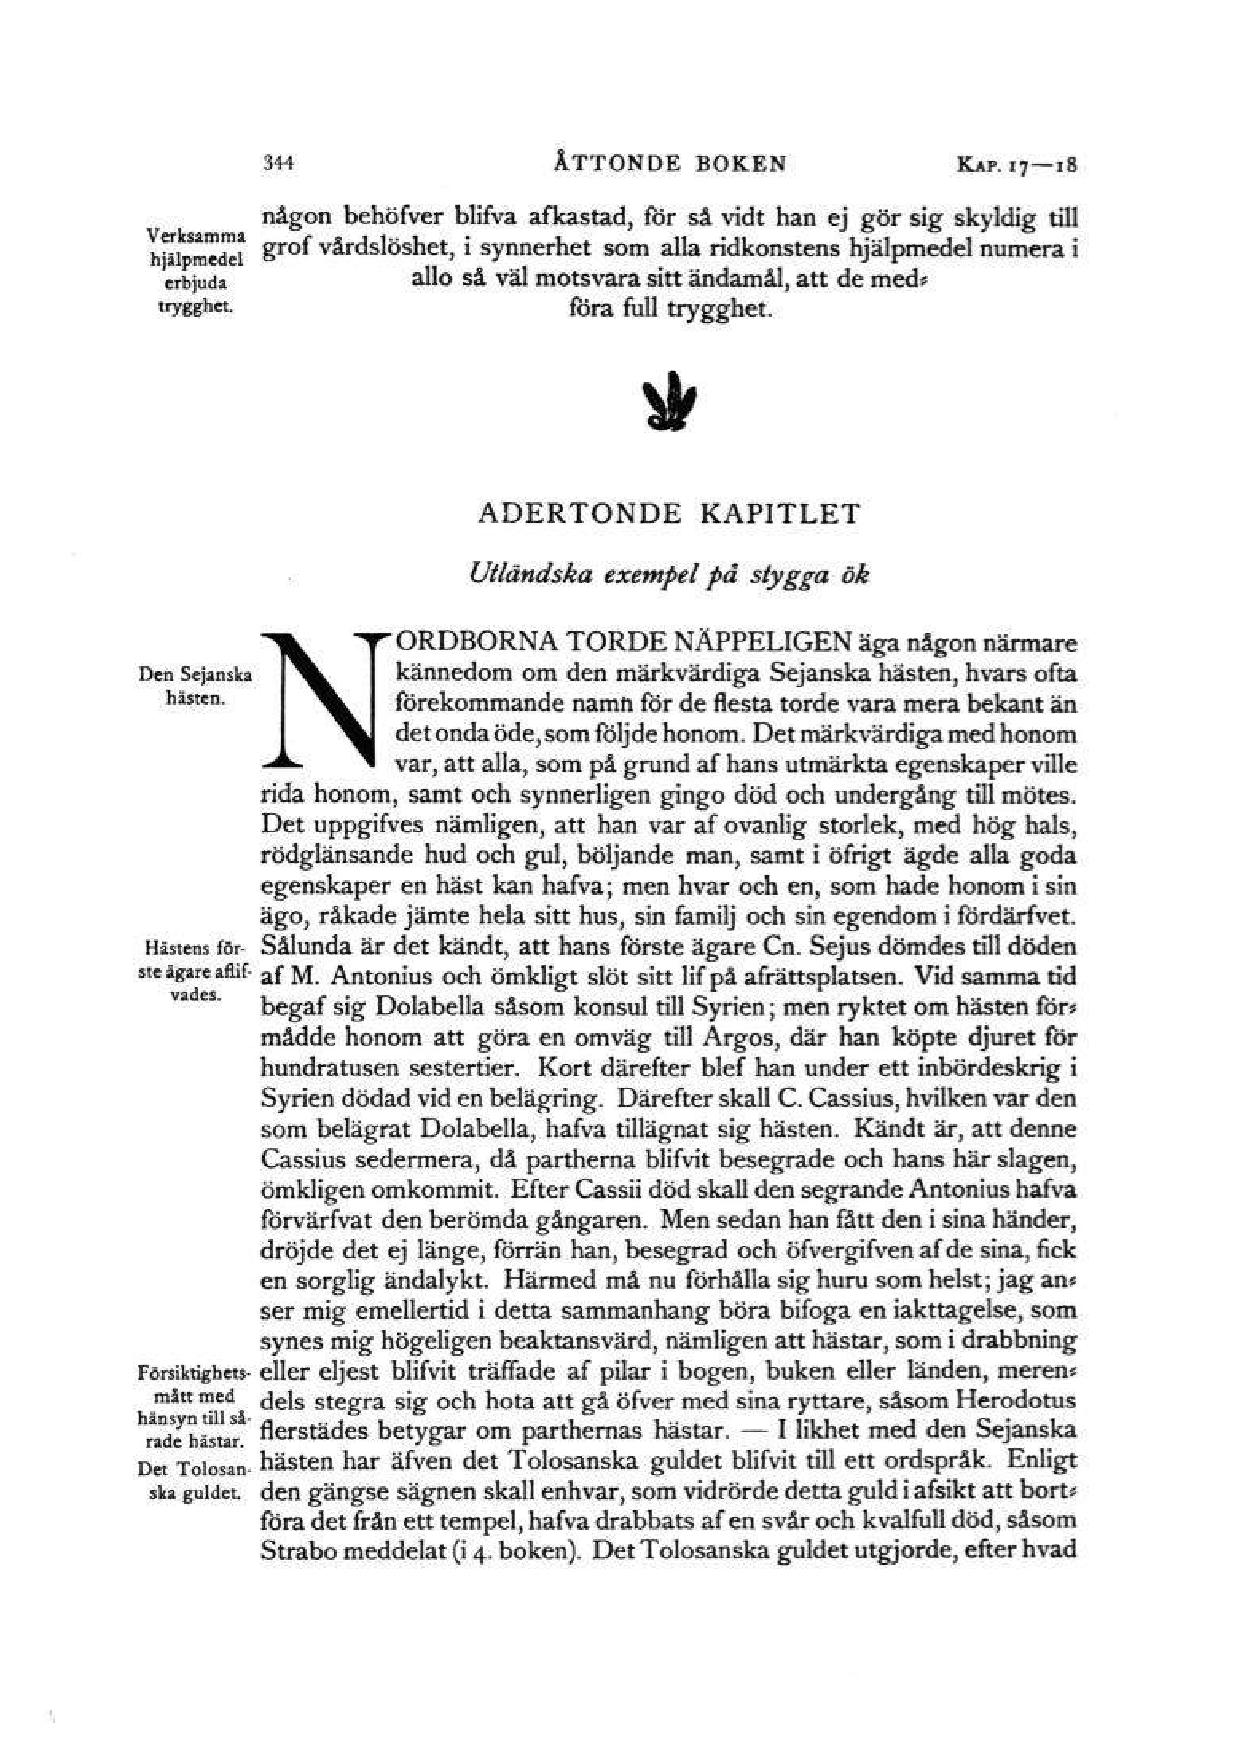 344 ÅTTONDE BOKEN KAP. 17—18
någon behöfver blifva afkastad, för så vidt han ej gör sig skyldig till
grof vårdslöshet, i synnerhet som alla ridkonstens hjälpmedel numera i
allo så väl motsvara sitt ändamål, att de med-
föra full trygghet.
Verksamma
hjälpmedel
erbjuda
trygghet.
ADERTONDE KAPITLET
Utländska exempel på stygga ök
NORDBORNA TORDE NÄPPELIGEN äga någon närmare
kännedom om den märkvärdiga Sejanska hästen, hvars ofta
förekommande namn för de flesta torde vara mera bekant än
det onda öde, som följde honom. Det märkvärdiga med honom
var, att alla, som på grund af hans utmärkta egenskaper ville
Den Sejanska
hästen.
rida honom, samt och synnerligen gingo död och undergång till mötes.
Det uppgifves nämligen, att han var af ovanlig storlek, med hög hals,
rödglänsande hud och gul, böljande man, samt i öfrigt ägde alla goda
egenskaper en häst kan hafva; men hvar och en, som hade honom i sin
ägo, råkade jämte hela sitt hus, sin familj och sin egendom i fördärfvet.
Sålunda är det kändt, att hans förste ägare Cn. Sejus dömdes till döden
af M. Antonius och ömkligt slöt sitt lif på afrättsplatsen. Vid samma tid
begaf sig Dolabella såsom konsul till Syrien; men ryktet om hästen för-
Hästens för-
ste ägare aflif-
vades.
mådde honom att göra en omväg till Argos, där han köpte djuret för
hundratusen sestertier. Kort därefter blef han under ett inbördeskrig i
Syrien dödad vid en belägring. Därefter skall C. Cassius, hvilken var den
som belägrat Dolabella, hafva tillägnat sig hästen. Kändt är, att denne
Cassius sedermera, då partherna blifvit besegrade och hans här slagen,
ömkligen omkommit. Efter Cassii död skall den segrande Antonius hafva
förvärfvat den berömda gångaren. Men sedan han fått den i sina händer,
dröjde det ej länge, förrän han, besegrad och öfvergifven af de sina, fick
en sorglig ändalykt. Härmed må nu förhålla sig huru som helst; jag an-
ser mig emellertid i detta sammanhang böra bifoga en iakttagelse, som
synes mig högeligen beaktansvärd, nämligen att hästar, som i drabbning
eller eljest blifvit träffade af pilar i bogen, buken eller länden, meren-
dels stegra sig och hota att gå öfver med sina ryttare, såsom Herodotus
flerstädes betygar om parthernas hästar. — I likhet med den Sejanska
Försiktighets-
mått med
hänsyn till så-
rade hästar.
hästen har äfven det Tolosanska guldet blifvit till ett ordspråk. Enligt
den gängse sägnen skall enhvar, som vidrörde detta guld i afsikt att bort-
Det Tolosan-
ska guldet.
föra det från ett tempel, hafva drabbats af en svår och kvalfull död, såsom
Strabo meddelat (i 4. boken). Det Tolosanska guldet utgjorde, efter hvad